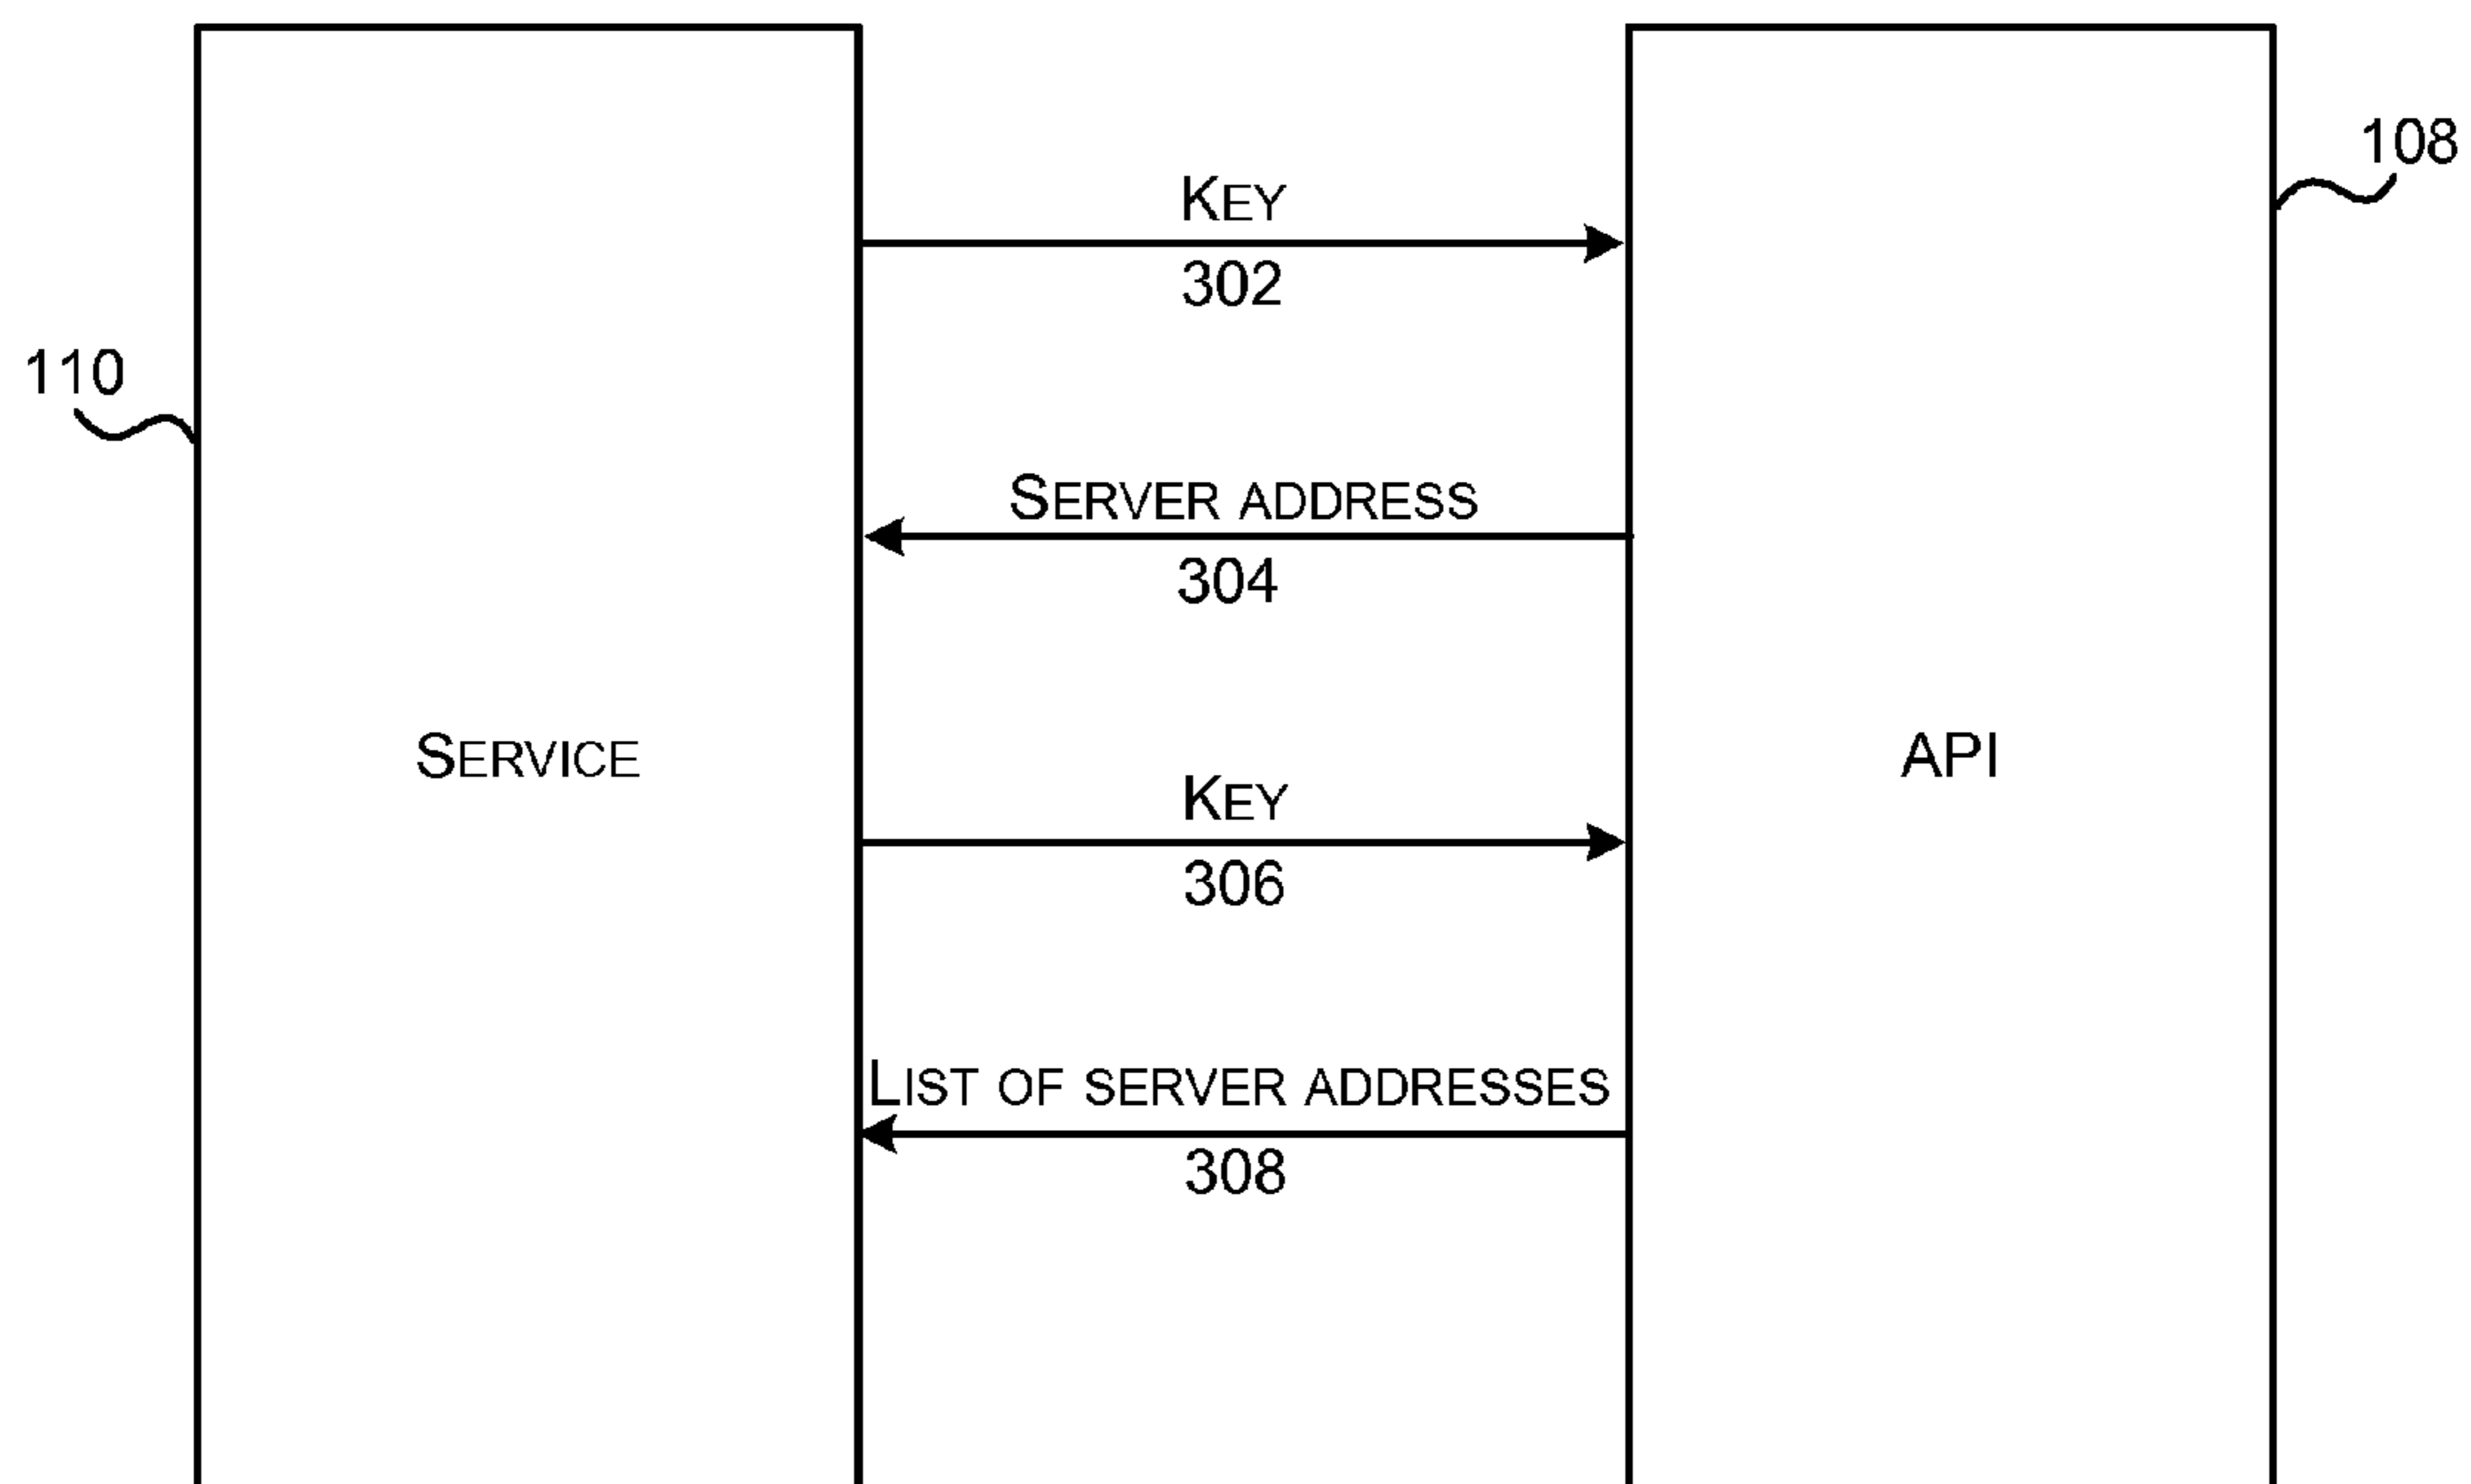 108
KEY
302
110
SERVER ADDRESS
304
SERVICE
API
KEY
306
LIST OF SERVER ADDRESSES
308